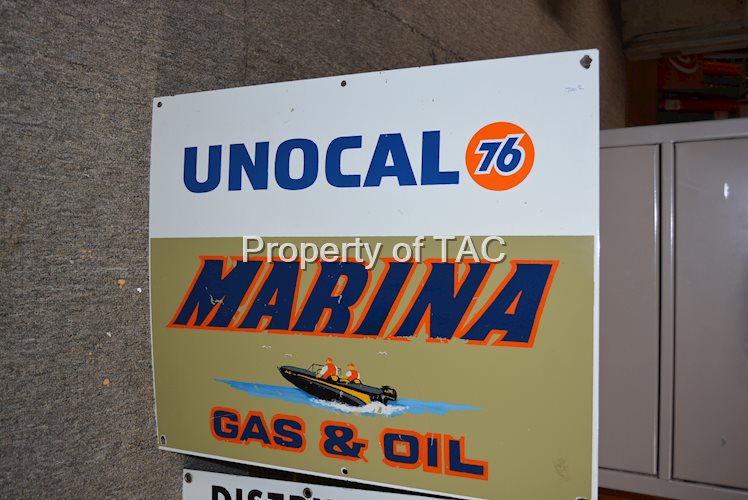 UNOCAL 76
Property of TAC
MARINA
GAS & OIL